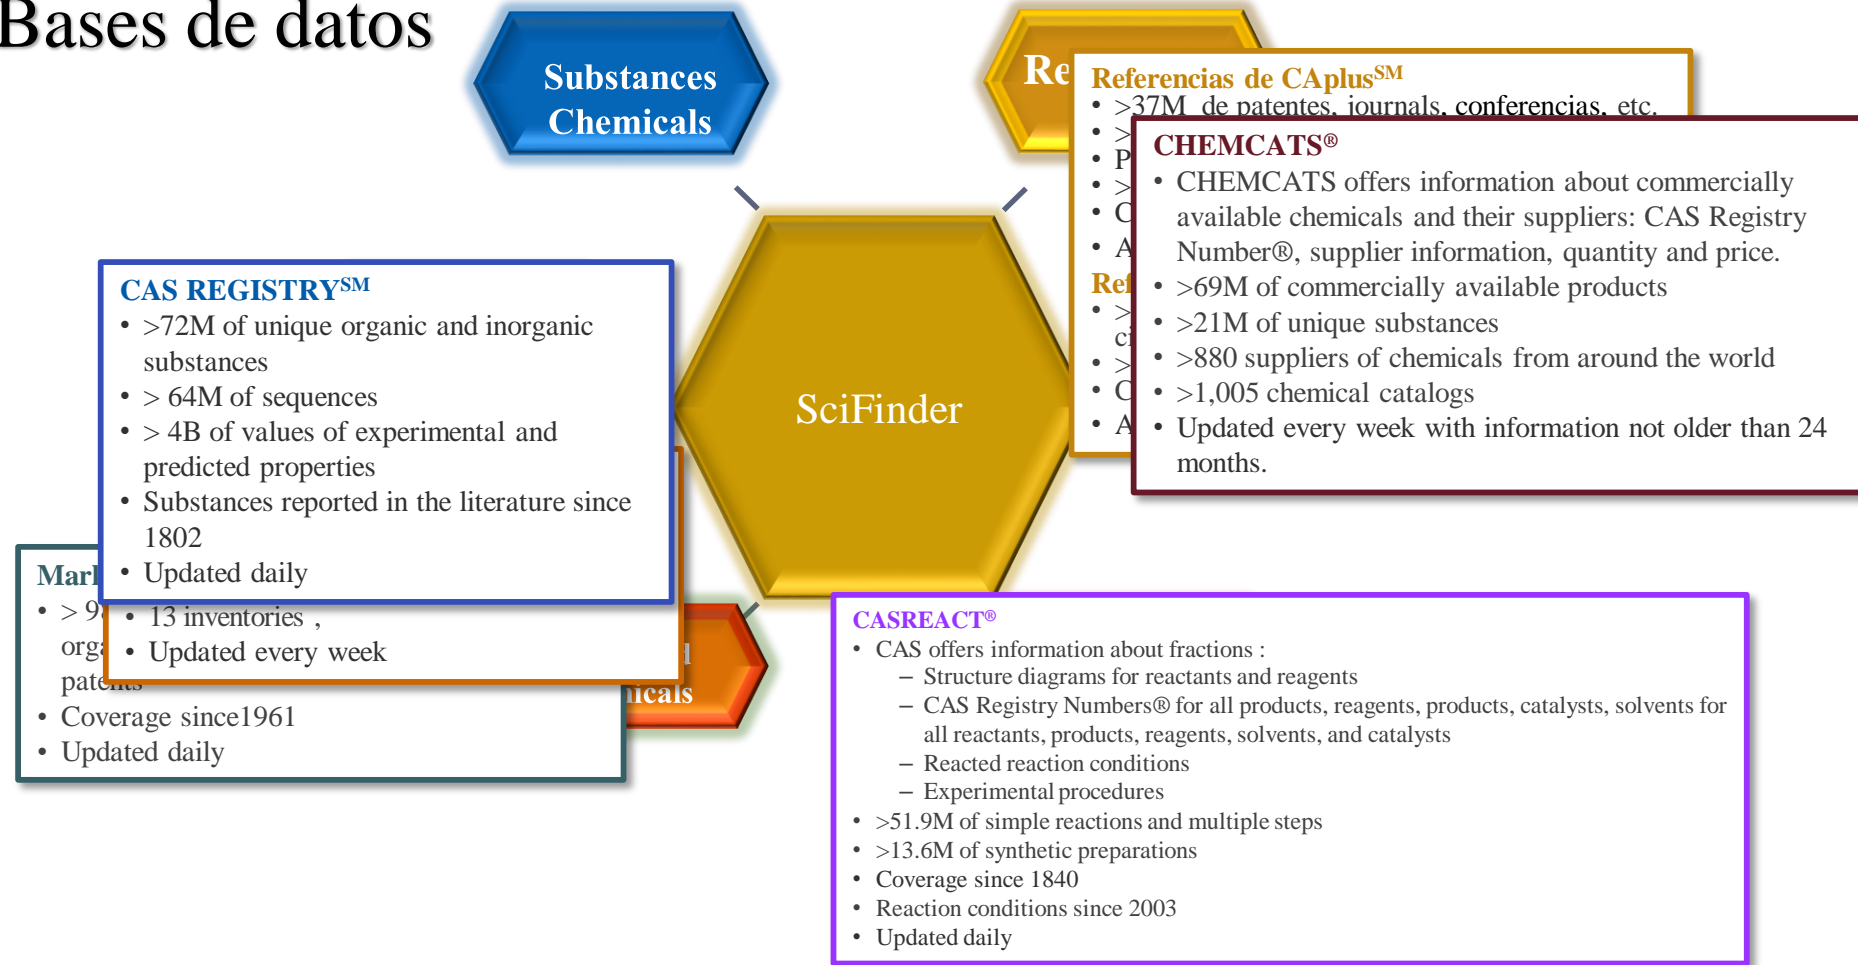 Bases de datos
Substances
Chemicals
Referencias de CAplusSM
• >37M de patentes, journals, conferencias, etc.
• >
• >
CHEMCATS®
• CHEMCATS offers information about commercially
available chemicals and their suppliers: CAS Registry
Number®, supplier information, quantity and price.
• >69M of commercially available products
• >21M of unique substances
• >880 suppliers of chemicals from around the world
• >1,005 chemical catalogs
• Updated every week with information not older than 24
months.
CAS REGISTRYSM
• >72M of unique organic and inorganic
substances
• > 64M of sequences
• > 4B of values of experimental and
predicted properties
• Substances reported in the literature since
1802
• Updated daily
SciFinder
• 13 inventories ,
• Updated every week
patents
• Coverage since1961
• Updated daily
CASREACT®
• CAS offers information about fractions :
– Structure diagrams for reactants and reagents
– CAS Registry Numbers® for all products, reagents, products, catalysts, solvents for
all reactants, products, reagents, solvents, and catalysts
– Reacted reaction conditions
– Experimental procedures
• >51.9M of simple reactions and multiple steps
• >13.6M of synthetic preparations
• Coverage since 1840
• Reaction conditions since 2003
• Updated daily